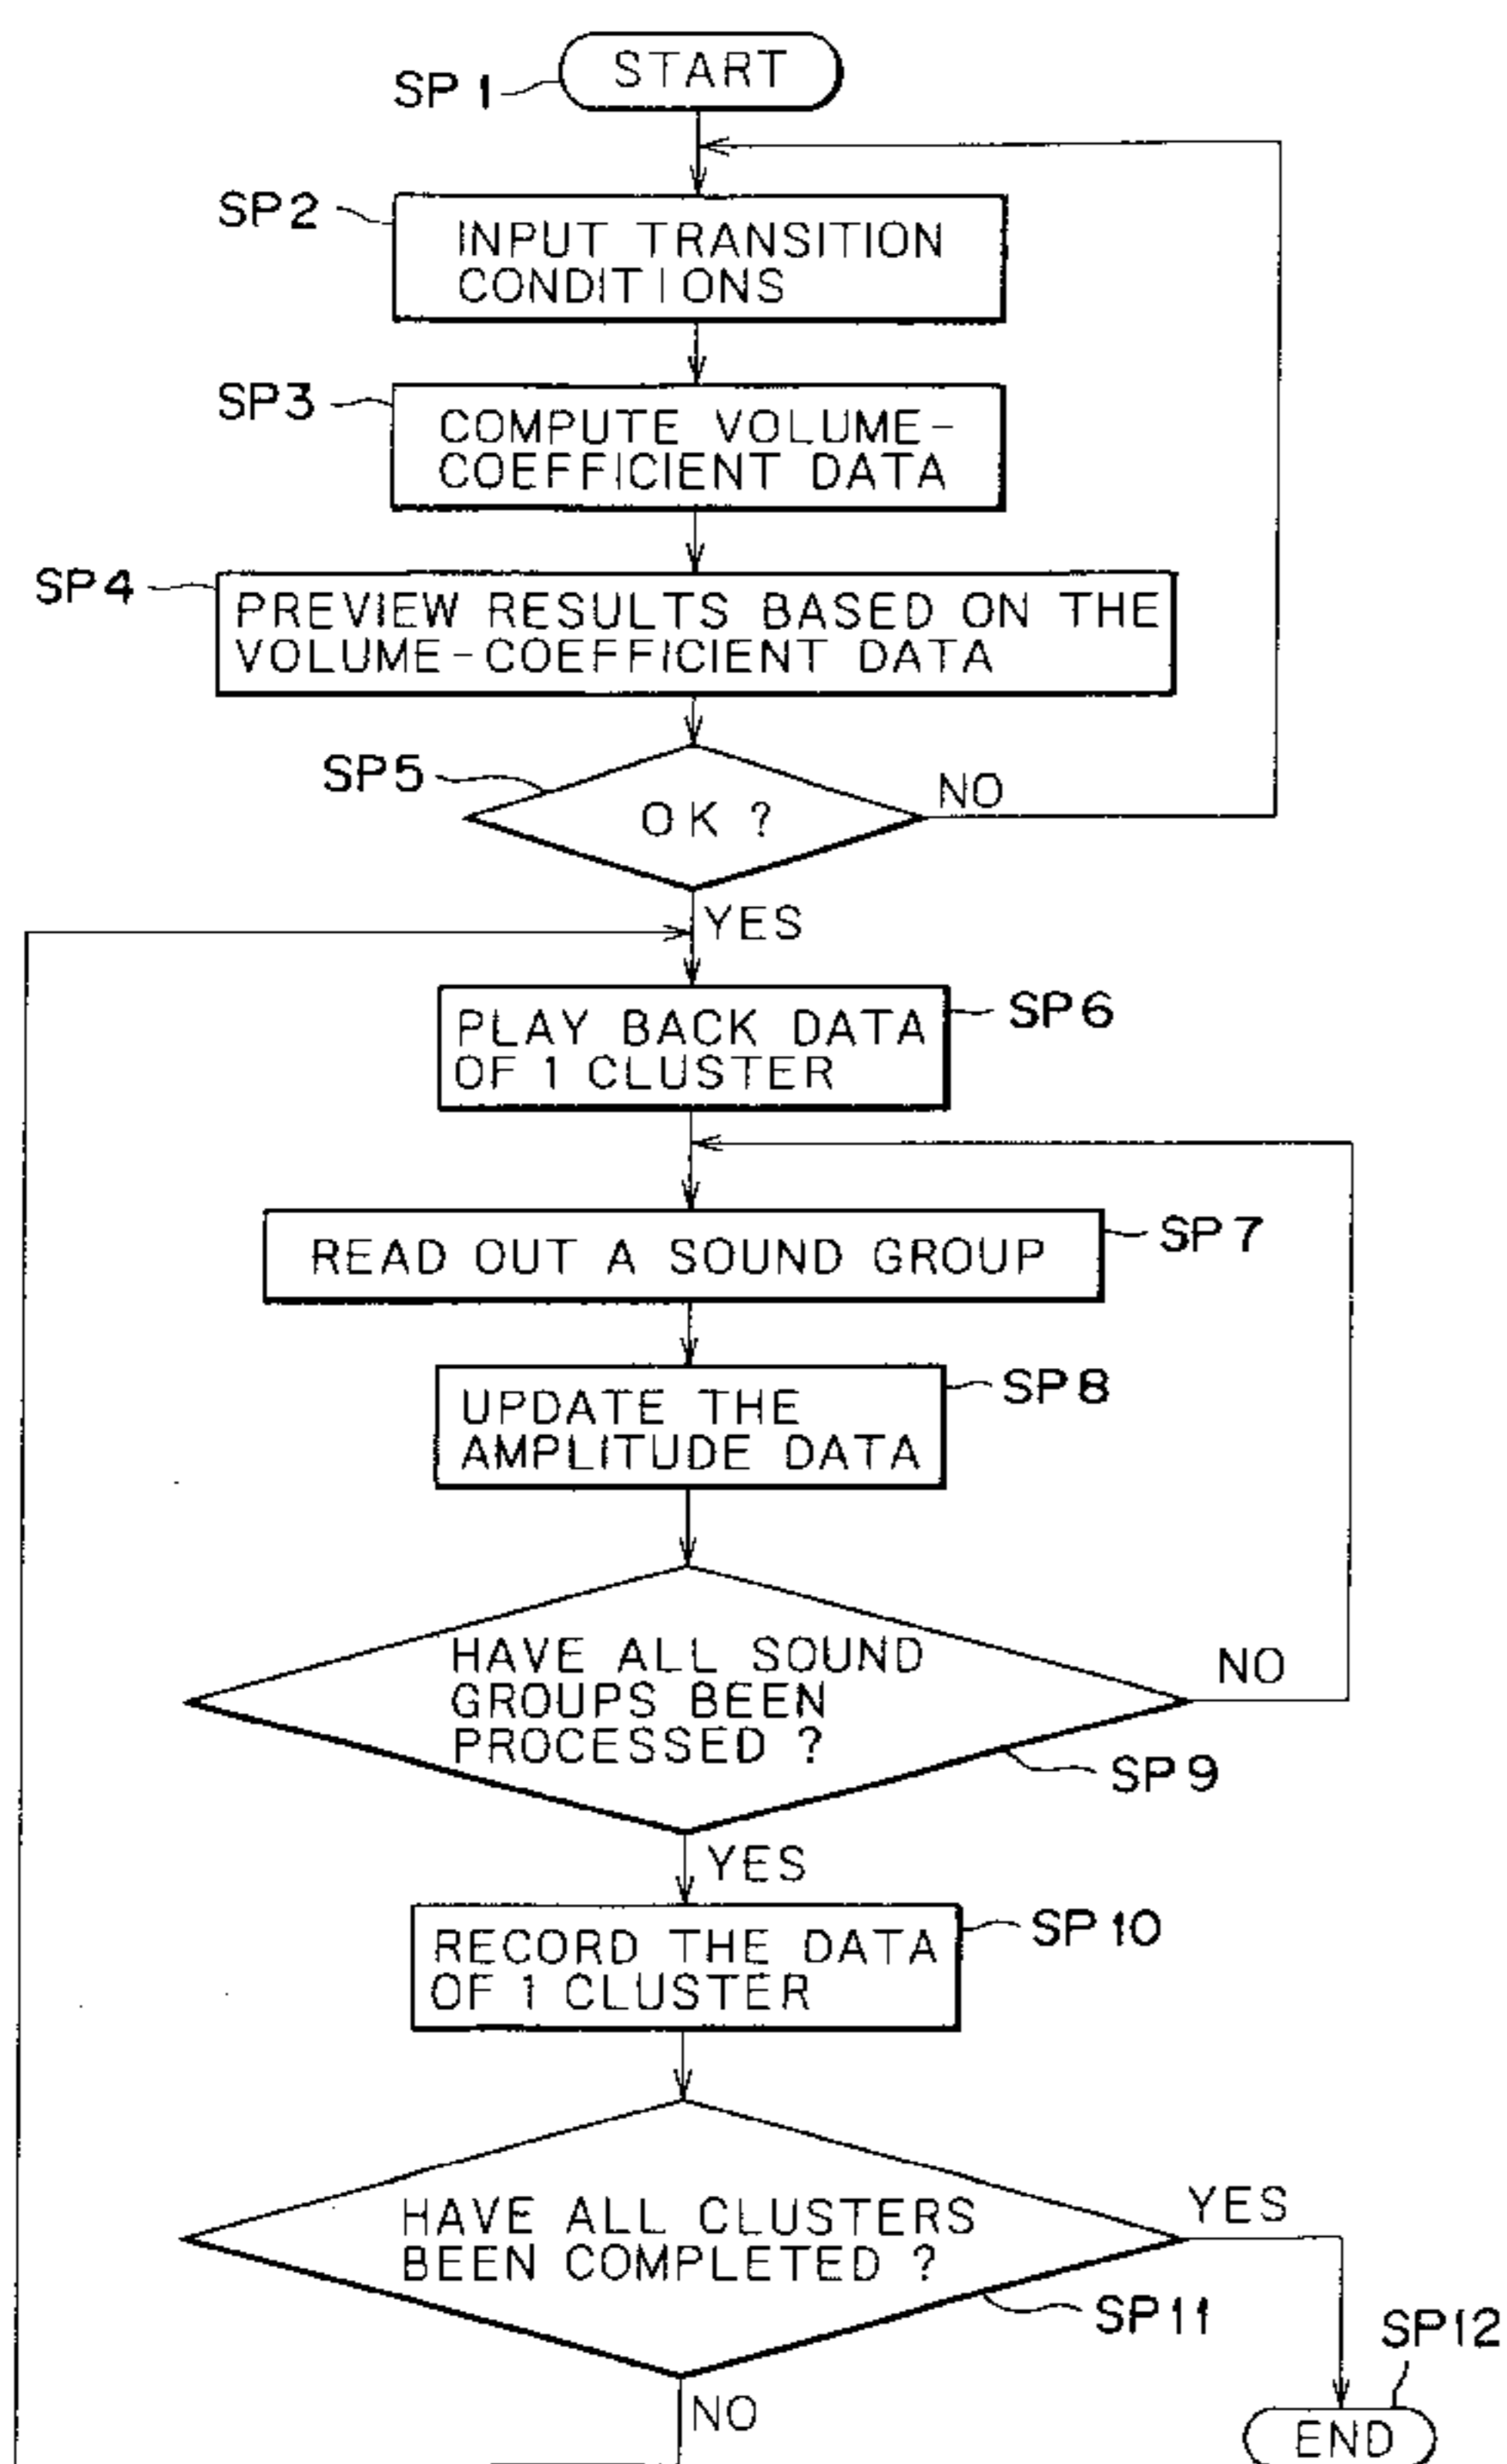 START
SP1
SP2
INPUT TRANSITION
CONDITIONS
SP3
COMPUTE VOLUME-
COEFFICIENT DATA
SP4
PREVIEW RESULTS BASED ON THE
VOLUME-COEFFICIENT DATA
SP5
OK ?
NO
YES
SP6
PLAY BACK DATA
OF 1 CLUSTER
SP7
READ OUT A SOUND GROUP
SP8
UPDATE THE
AMPLITUDE DATA
HAVE ALL SOUND
GROUPS BEEN
PROCESSED ?
NO
SP9
YES
SP10
RECORD THE DATA
OF 1 CLUSTER
HAVE ALL CLUSTERS
BEEN COMPLETED ?
YES
SP11
SP12
NO
END